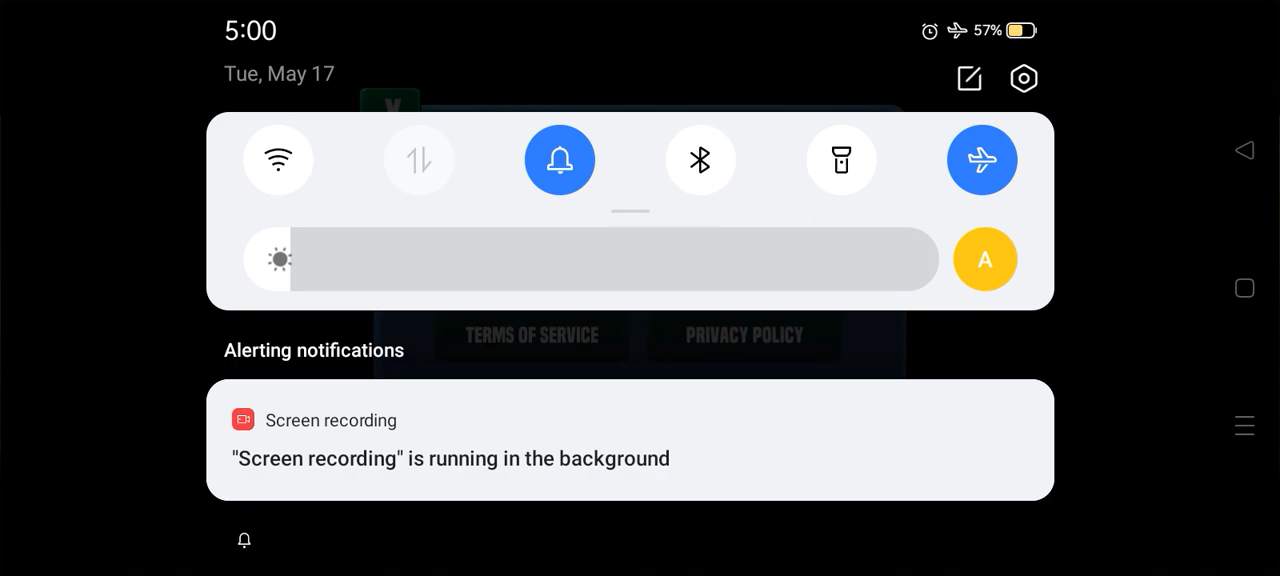 5:00
57%
Tue, May 17
A
TERMS OF SERVICE
PRIVACY POLICY
Alerting notifications
Screen recording
"Screen recording" is running in the background